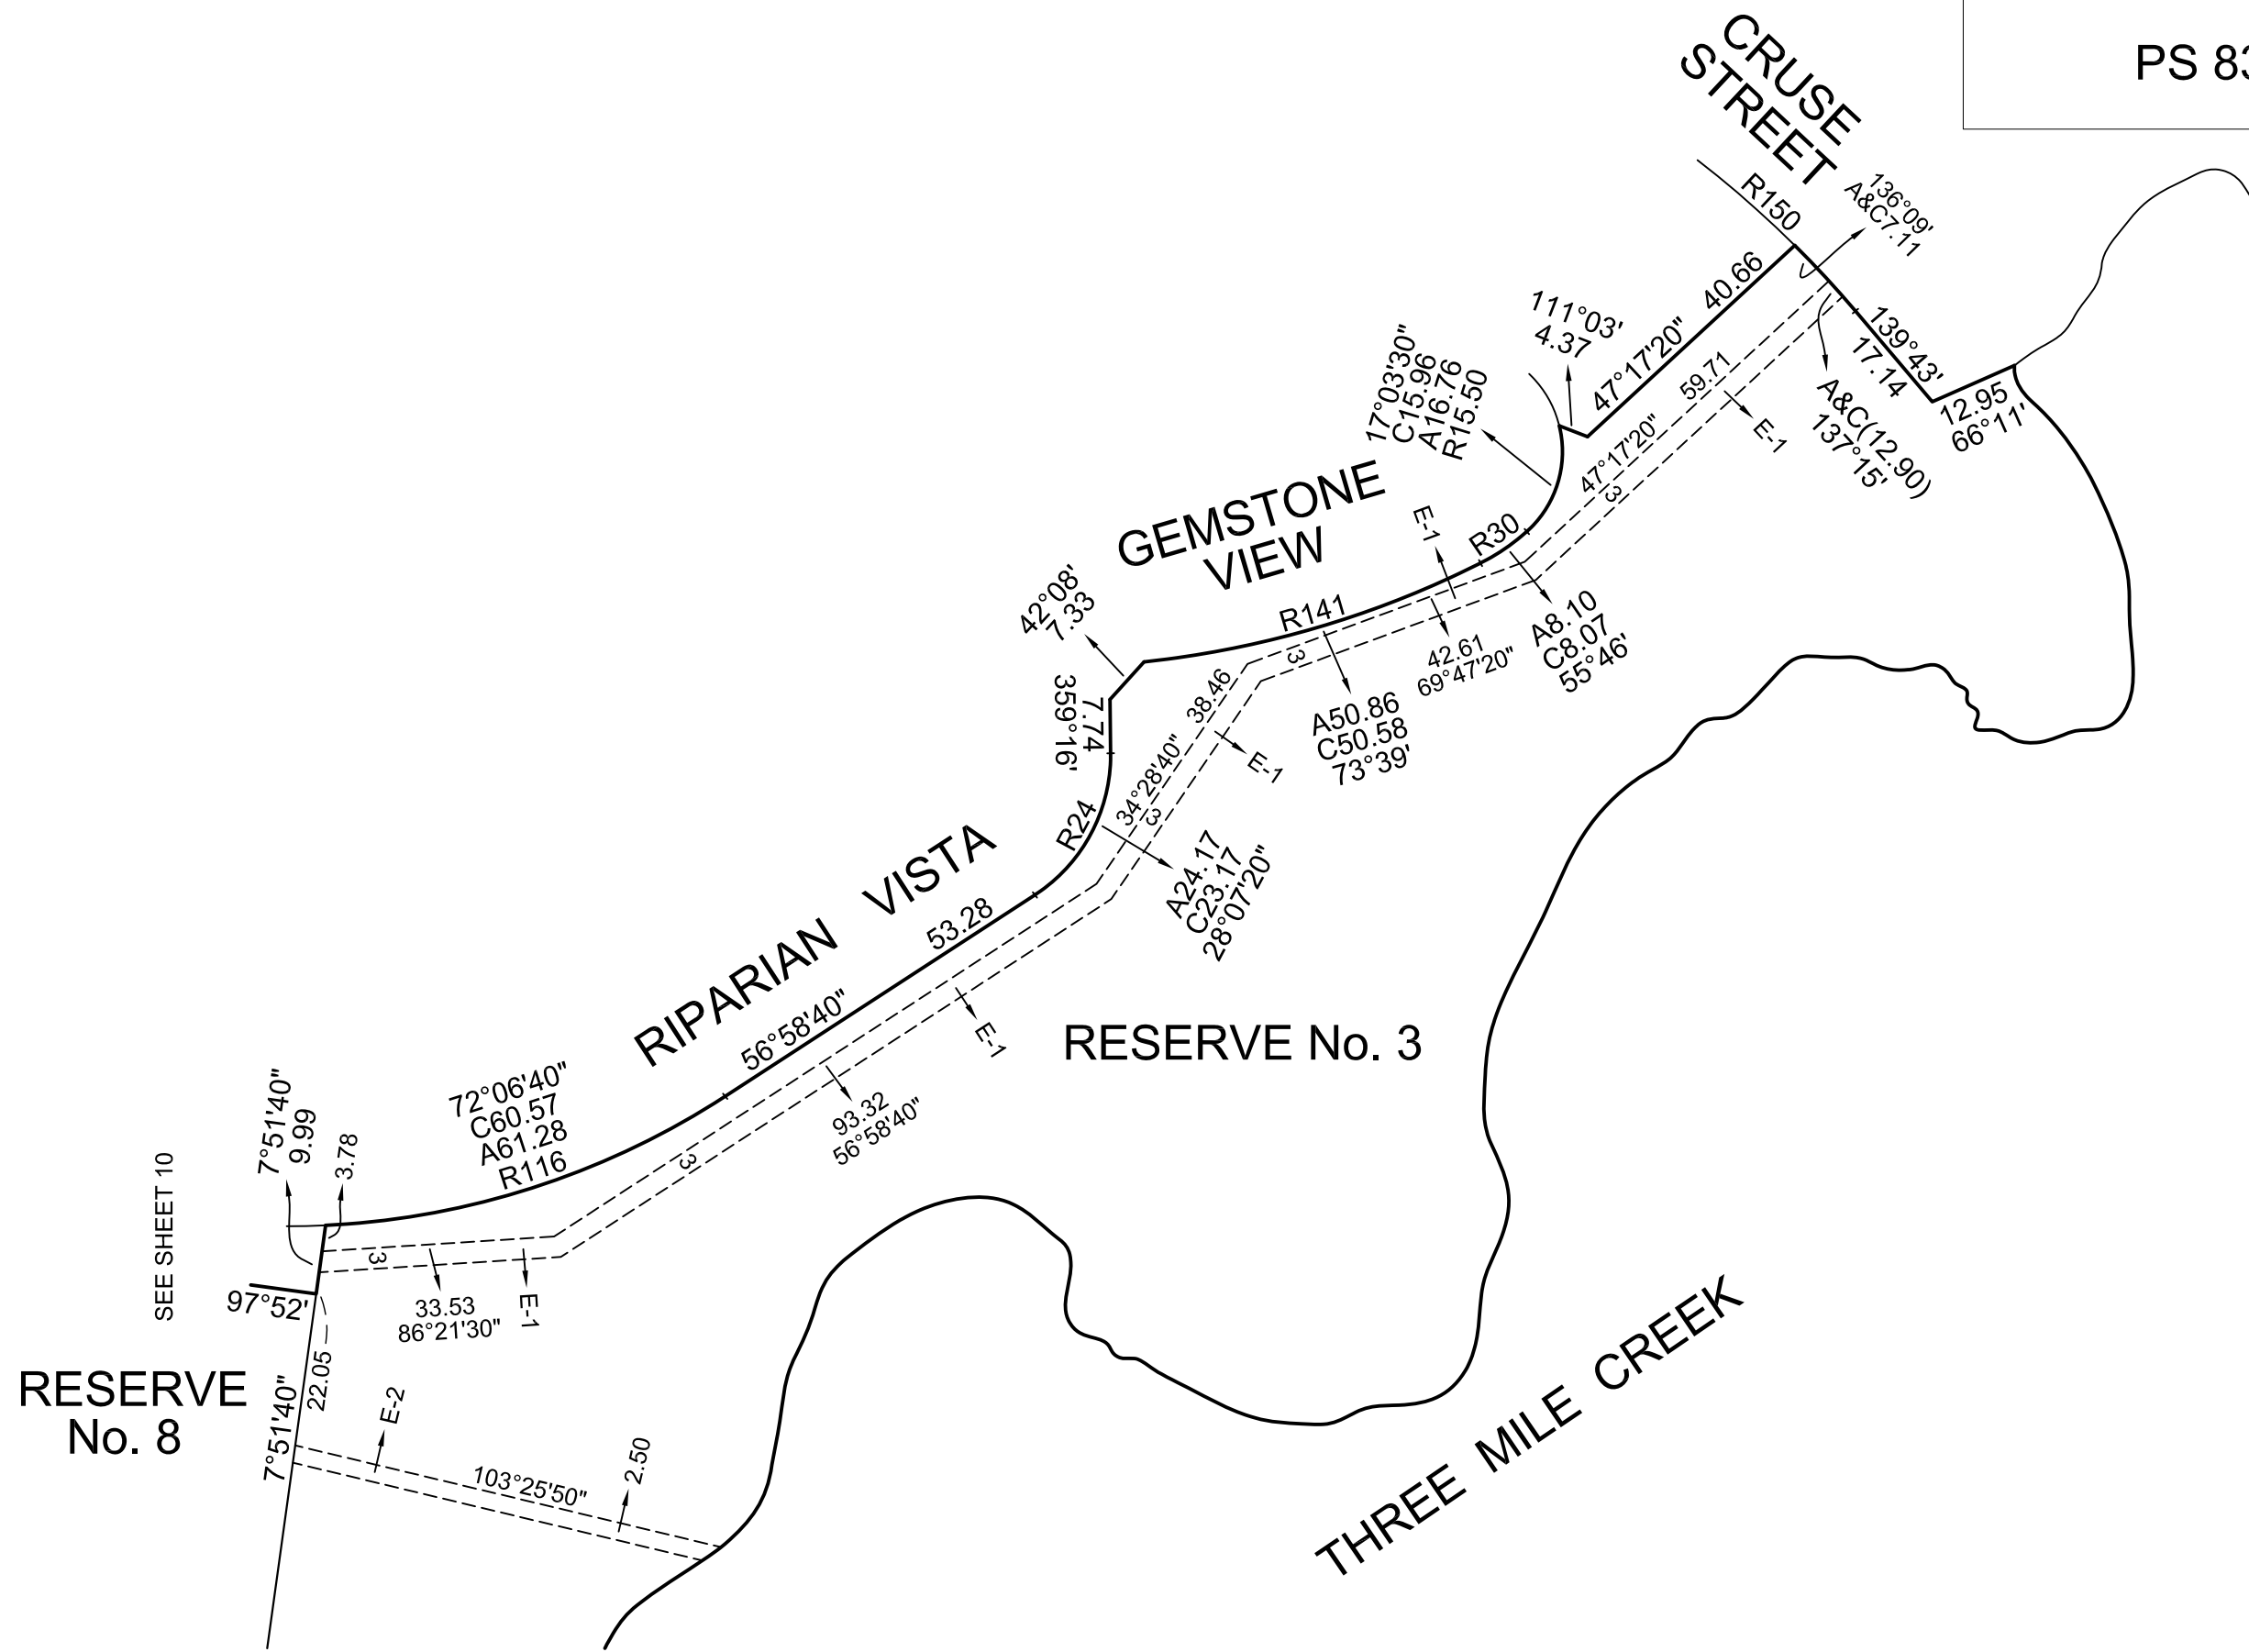 CRUSE
STREET
PS 83
R150
136°09'
A&C7.11
40.66
47°17'20"
139°43'
17.14
12.95
66°11'
A&C(12.90)
137°15'
E-1
59.71
47°17'20"
3
111°03'
4.37
17°03'30"
C15.96
A16.76
R15.50
GEMSTONE
VIEW
E-1
R30
R141
A8.10
C8.07
55°46'
42.61
69°47'20"
3
A50.86
C50.58
73°39'
42°08'
7.33
7.74
359°16'
38.46
34°28'40"
3
E-1
R24
A24.17
C23.17
28°07'20"
RIPARIAN VISTA
53.28
56°58'40"
E-1
RESERVE No. 3
93.32
56°58'40"
3
72°06'40"
C60.57
A61.28
R116
7°51'40"
9.99
3.78
SEE SHEET 10
3
97°52'
33.53
86°21'30"
E-1
22.05
7°51'40"
RESERVE
No. 8
E-2
103°25'50"
2.50
THREE MILE CREEK